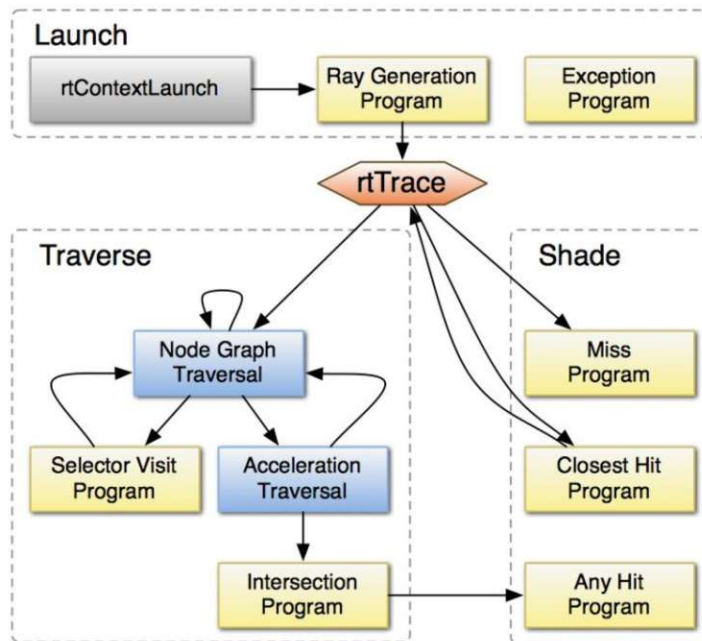 Launch
rtContextLaunch
Ray Generation
Program
Exception
Program
rtTrace
Traverse
Shade
Node Graph
Traversal
Miss
Program
Selector Visit
Program
Acceleration
Traversal
Closest Hit
Program
Intersection
Program
Any Hit
Program